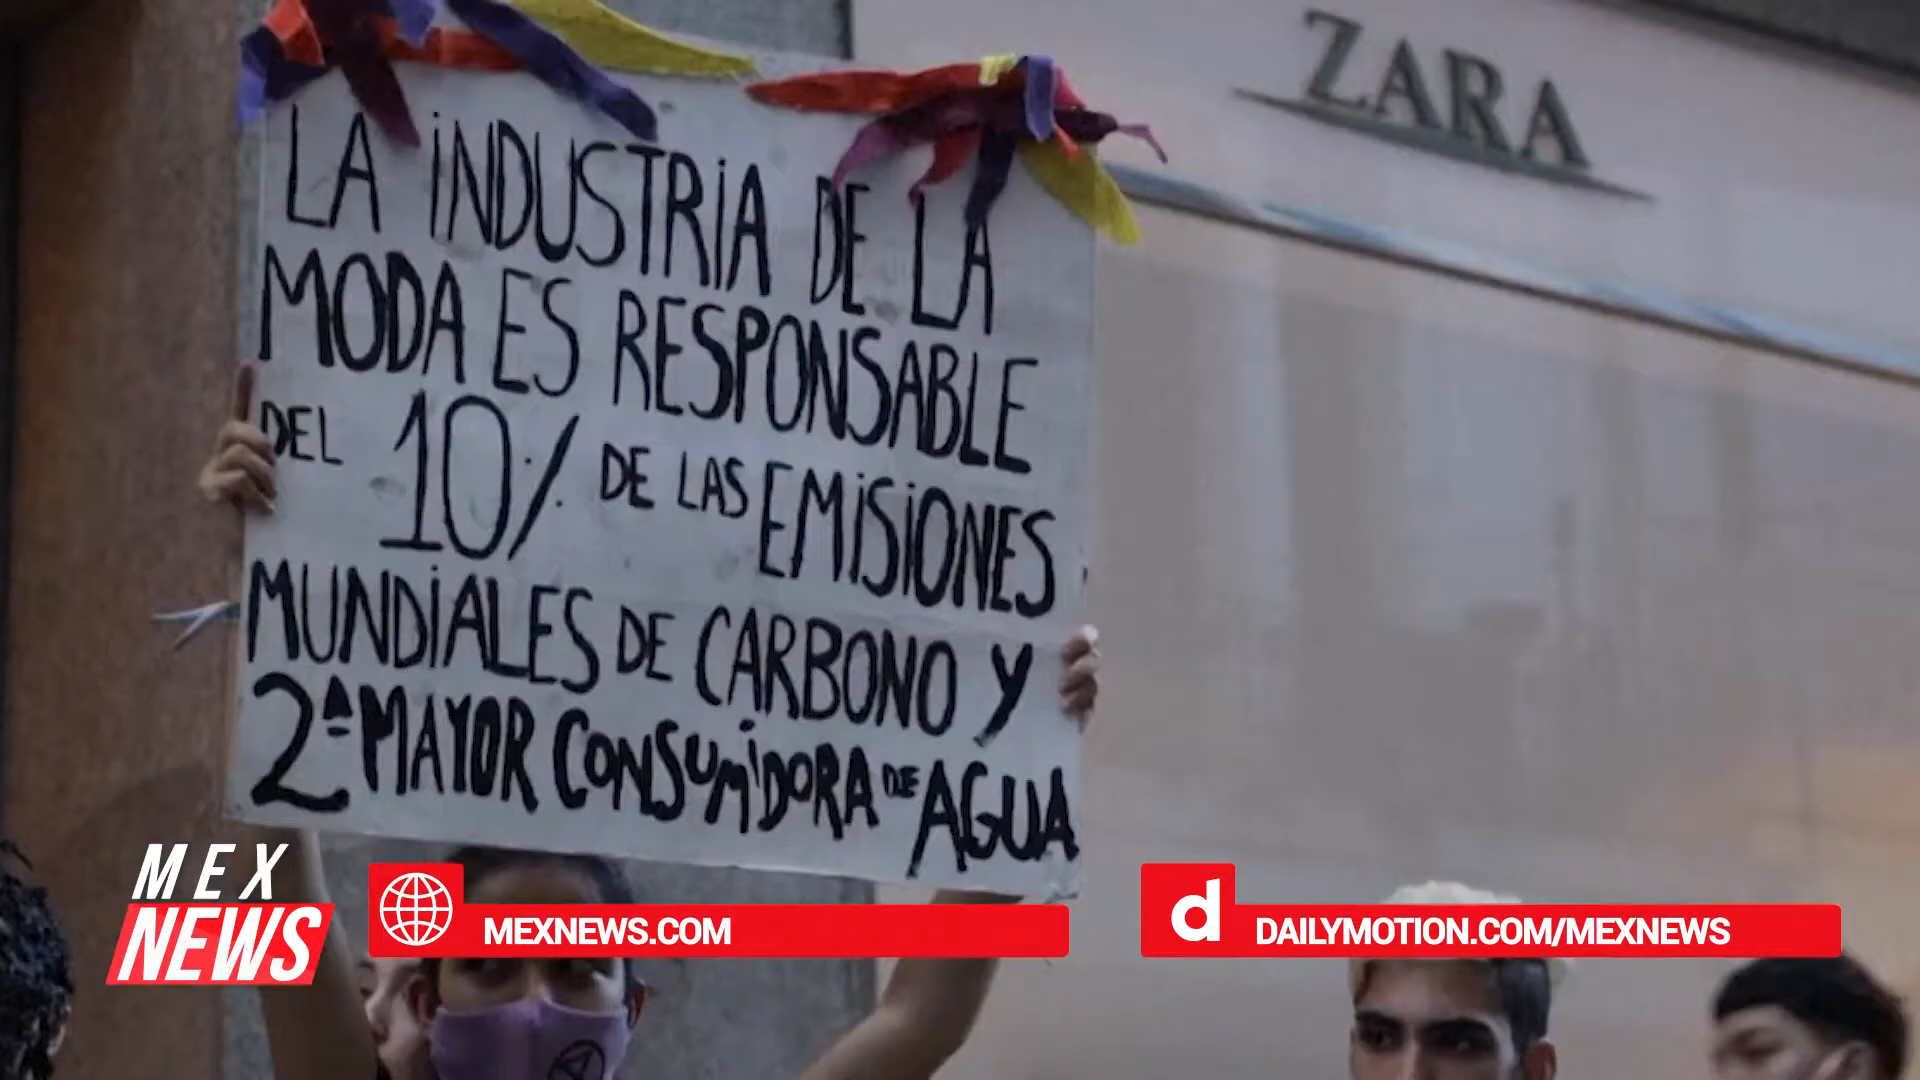 ZARA
LA INDUSTRIA DE LA
MODA ES RESPONSABLE
DEL 10% DE LAS EMISIONES
MUNDIALES DE CARBONO Y
2ª MAYOR CONSUMIDORA DE AGUA
MEX
NEWS
MEXNEWS.COM
d
DAILYMOTION.COM/MEXNEWS